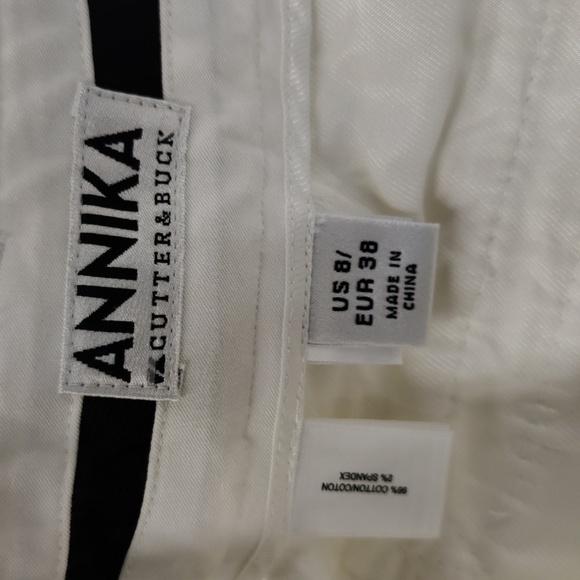 ANNIKA
CUTTER&BUCK
US 8/
EUR 38
MADE IN
CHINA
98% COTTON/COTON
2% SPANDEX